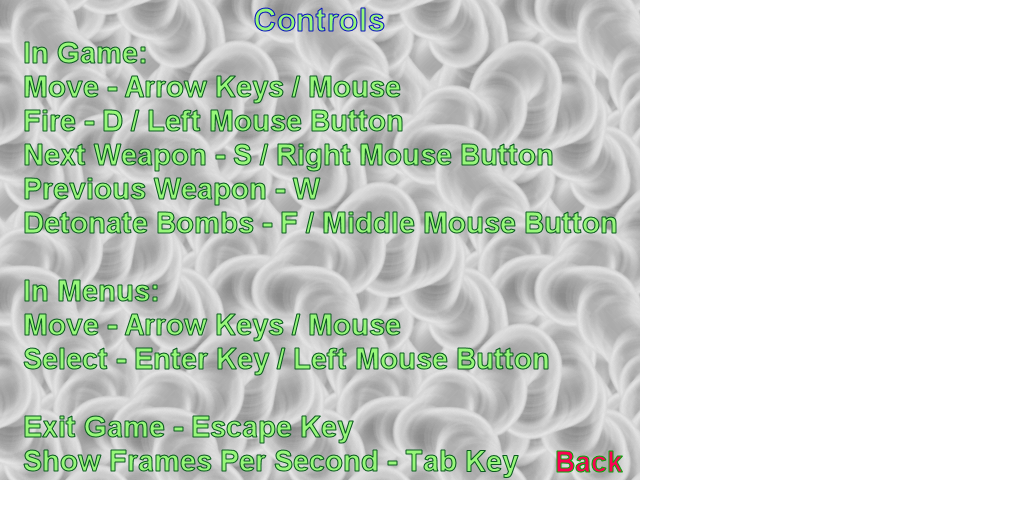 Controls
In Game:
Move - Arrow Keys / Mouse
Fire - D / Left Mouse Button
Next Weapon - S / Right Mouse Button
Previous Weapon - W
Detonate Bombs - F / Middle Mouse Button
In Menus:
Move - Arrow Keys / Mouse
Select - Enter Key / Left Mouse Button
Exit Game - Escape Key
Show Frames Per Second - Tab Key
Back